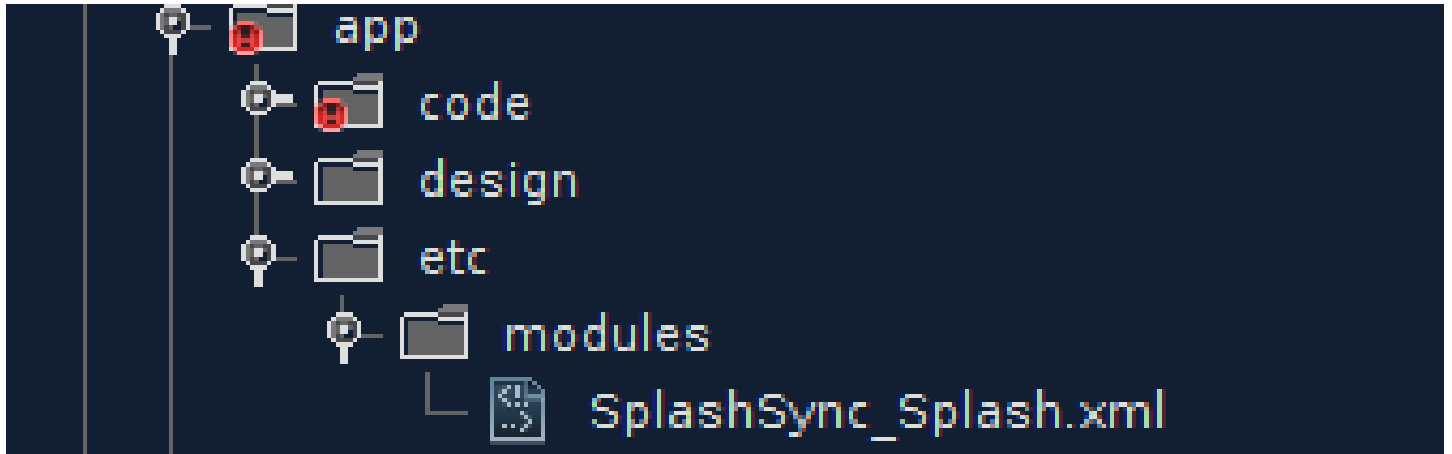 app
code
design
etc
modules
SplashSync_Splash.xml